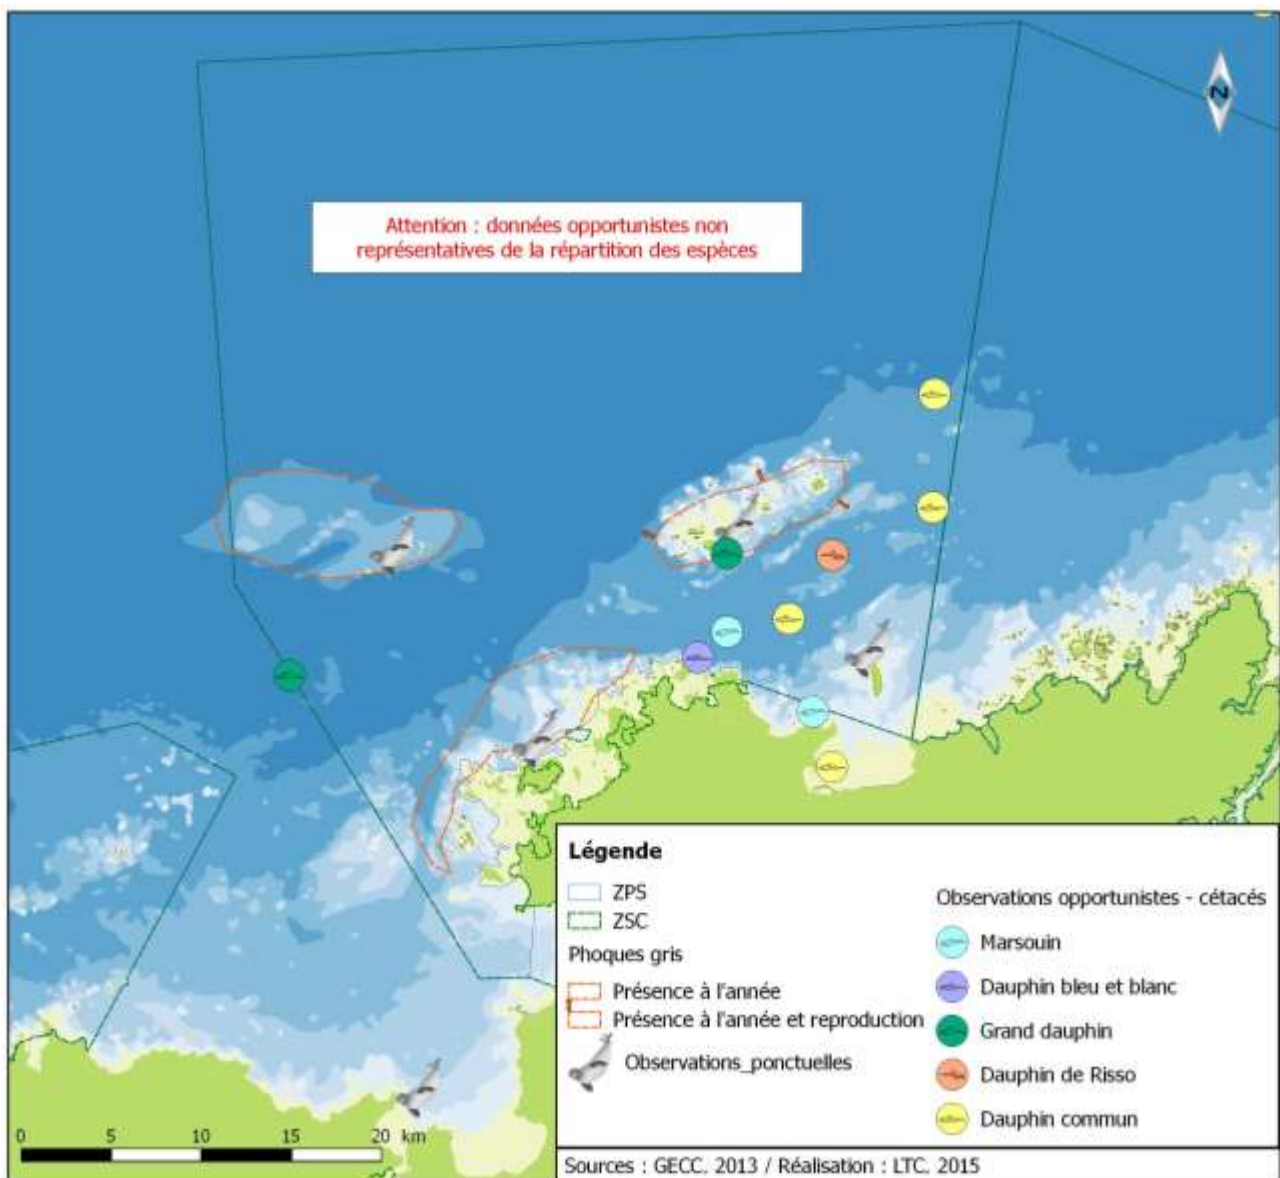 N
Attention : données opportunistes non
représentatives de la répartition des espèces
Légende
ZPS
ZSC
Phoques gris
Présence à l'année
Présence à l'année et reproduction
Observations_ponctuelles
Observations opportunistes - cétacés
Marsouin
Dauphin bleu et blanc
Grand dauphin
Dauphin de Risso
Dauphin commun
0 5 10 15 20 km
Sources : GECC, 2013 / Réalisation : LTC, 2015